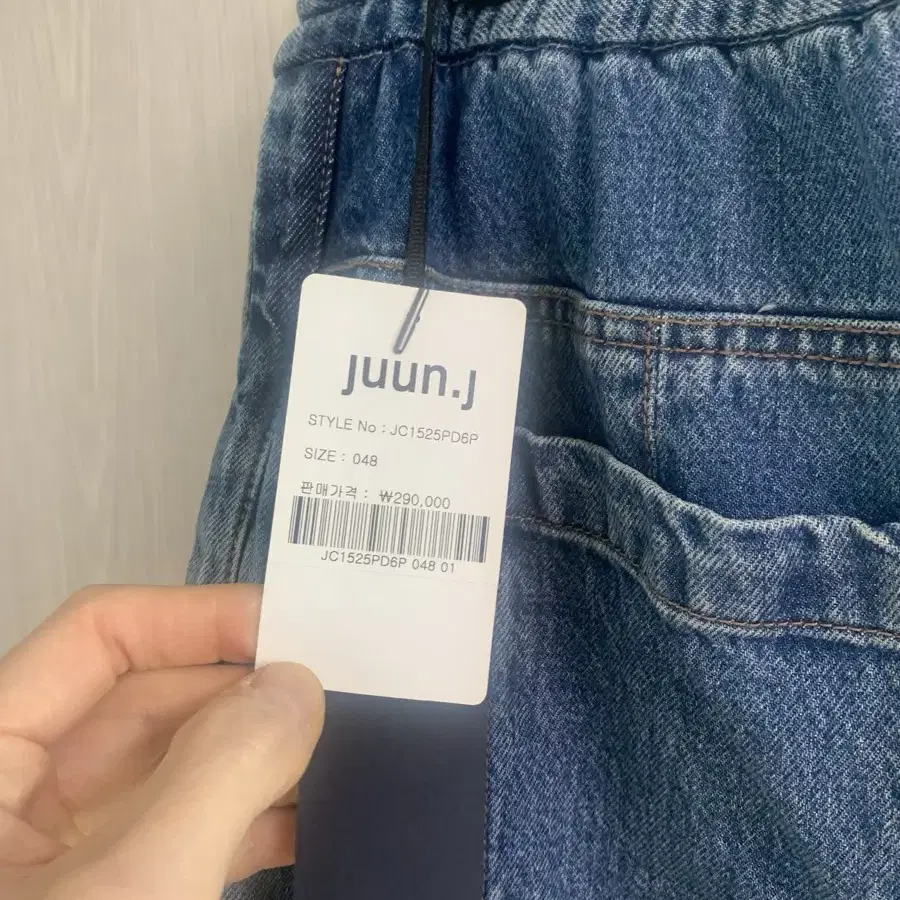 juun.j
STYLE No : JC1525PD6P
SIZE : 048
판매가격 : ₩290,000
JC1525PD6P 048 01